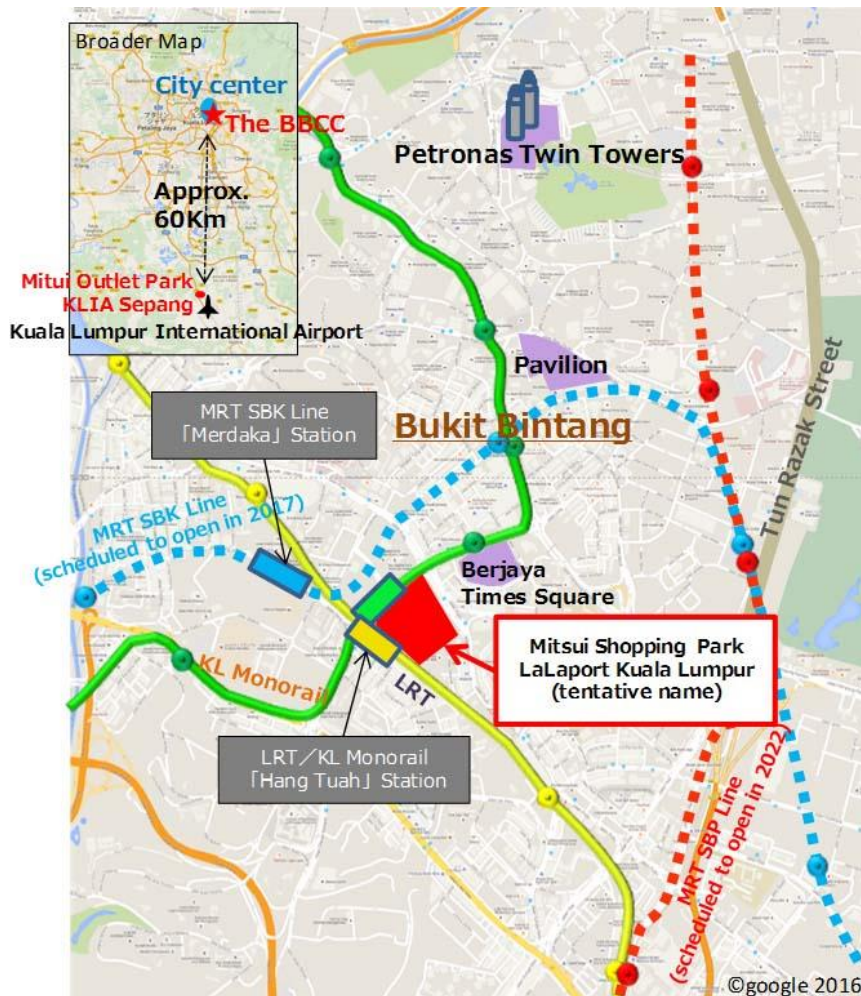 Broader Map
City center
The BBCC
Approx.
60Km
Mitui Outlet Park
KLIA Sepang
Kuala Lumpur International Airport
Petronas Twin Towers
Pavilion
MRT SBK Line
「Merdaka」 Station
Bukit Bintang
Tun Razak Street
MRT SBK Line
(scheduled to open in 2017)
Berjaya
Times Square
Mitsui Shopping Park
LaLaport Kuala Lumpur
(tentative name)
KL Monorail
LRT
LRT／KL Monorail
「Hang Tuah」 Station
MRT SBP Line
(scheduled to open in 2022)
©google 2016